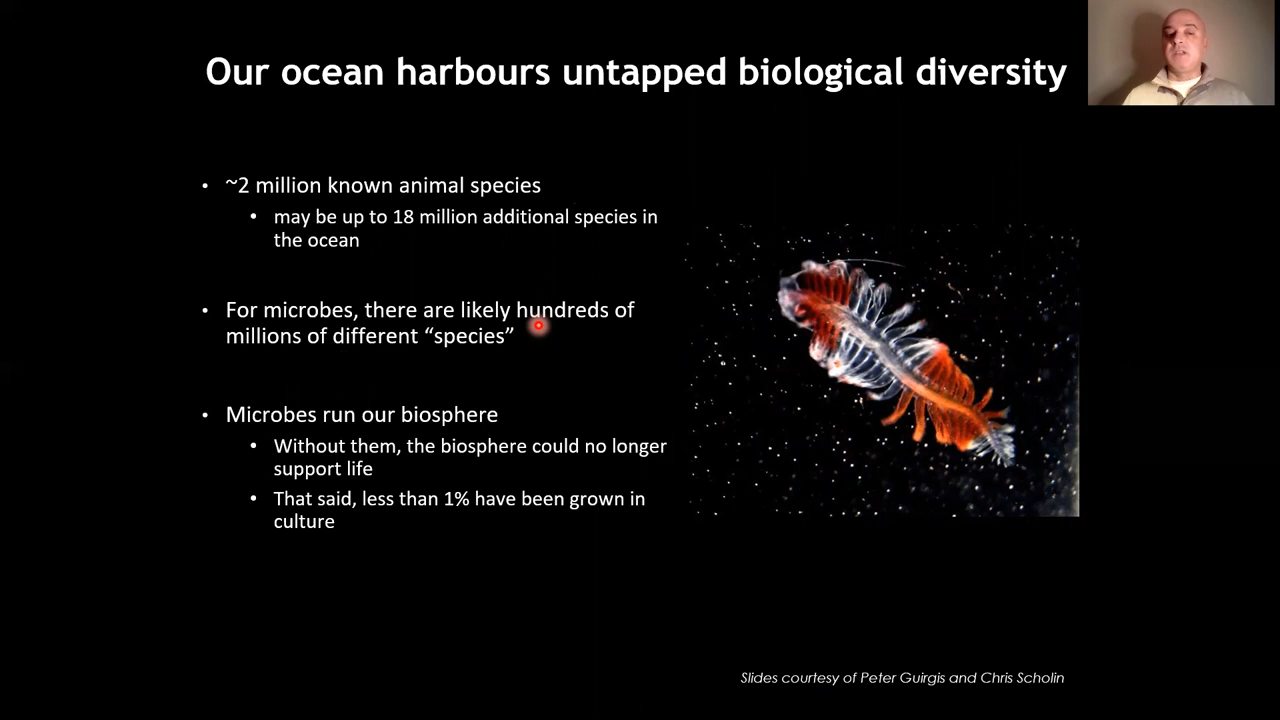 Our ocean harbours untapped biological diversity
• ~2 million known animal species
• may be up to 18 million additional species in
the ocean
• For microbes, there are likely hundreds of
millions of different “species”
• Microbes run our biosphere
• Without them, the biosphere could no longer
support life
• That said, less than 1% have been grown in
culture
Slides courtesy of Peter Guirgis and Chris Scholin